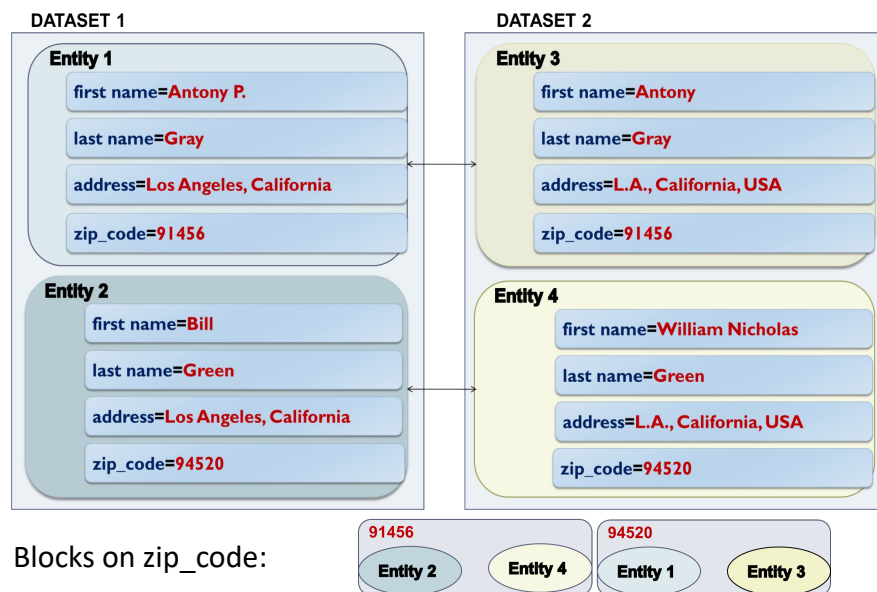 DATASET 1
Entity 1
first name=Antony P.
last name=Gray
address=Los Angeles, California
zip_code=91456
Entity 2
first name=Bill
last name=Green
address=Los Angeles, California
zip_code=94520
DATASET 2
Entity 3
first name=Antony
last name=Gray
address=L.A., California, USA
zip_code=91456
Entity 4
first name=William Nicholas
last name=Green
address=L.A., California, USA
zip_code=94520
Blocks on zip_code:
91456
Entity 2
Entity 4
94520
Entity 1
Entity 3